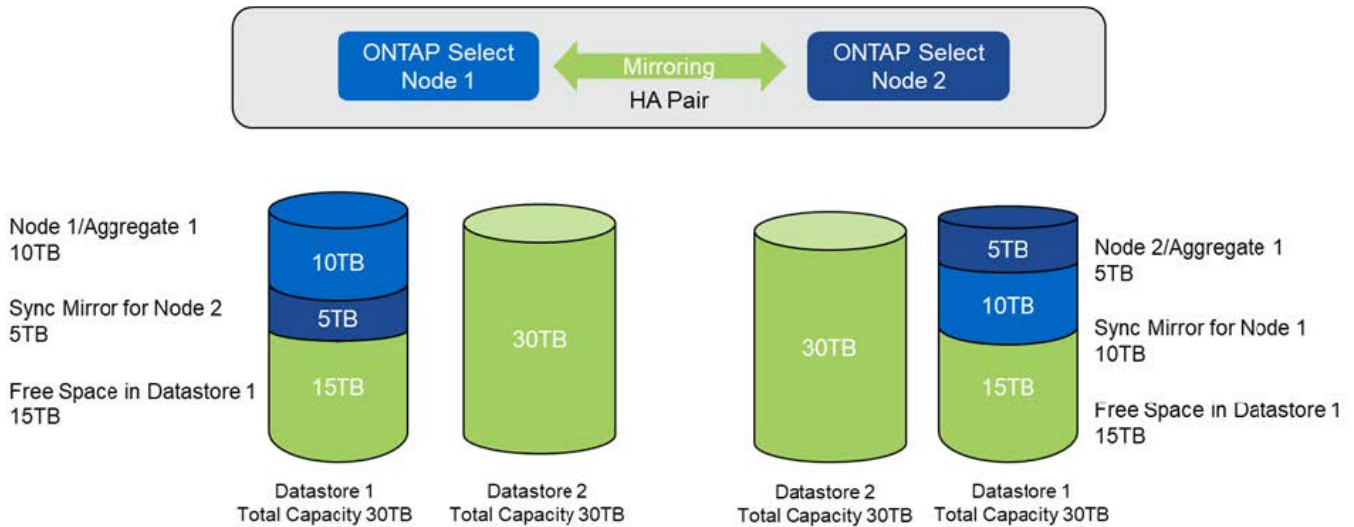 ONTAP Select
Node 1
Mirroring
HA Pair
ONTAP Select
Node 2
Node 1/Aggregate 1
10TB
Sync Mirror for Node 2
5TB
Free Space in Datastore 1
15TB
10TB
5TB
15TB
Datastore 1
Total Capacity 30TB
30TB
Datastore 2
Total Capacity 30TB
30TB
Datastore 2
Total Capacity 30TB
5TB
10TB
15TB
Datastore 1
Total Capacity 30TB
Node 2/Aggregate 1
5TB
Sync Mirror for Node 1
10TB
Free Space in Datastore 1
15TB